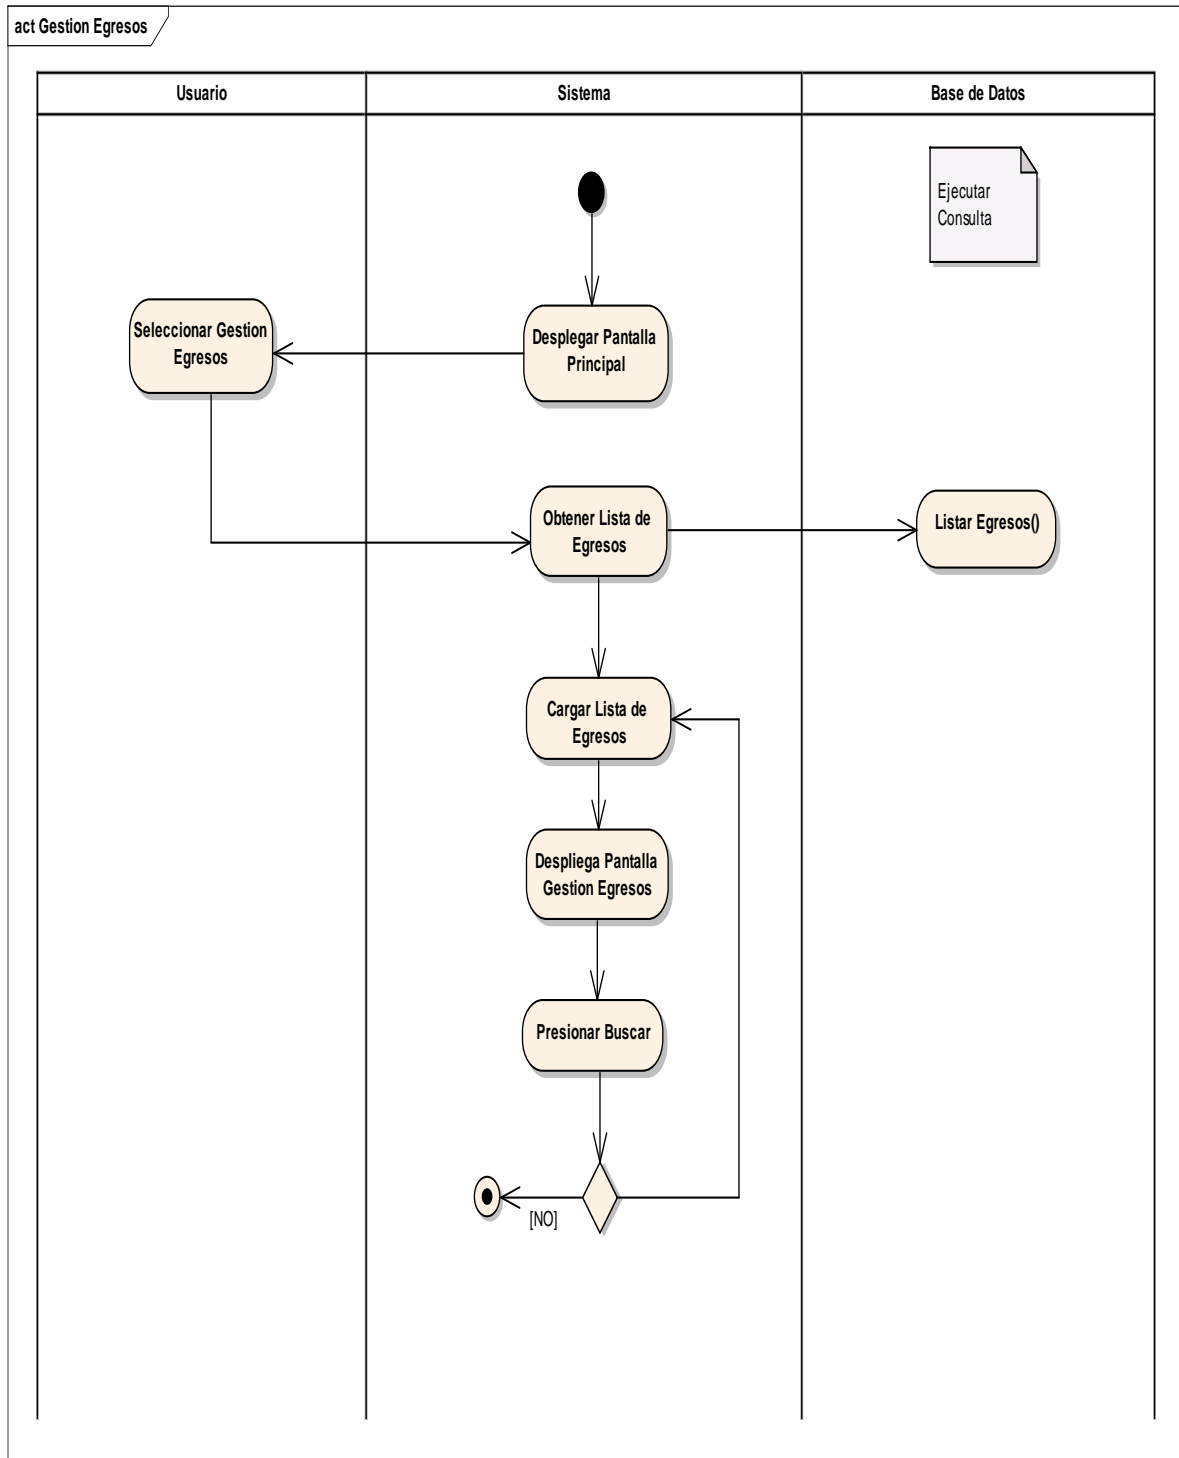 act Gestion Egresos
Usuario
Sistema
Base de Datos
Ejecutar
Consulta
Seleccionar Gestion
Egresos
Desplegar Pantalla
Principal
Obtener Lista de
Egresos
Listar Egresos()
Cargar Lista de
Egresos
Despliega Pantalla
Gestion Egresos
Presionar Buscar
[NO]